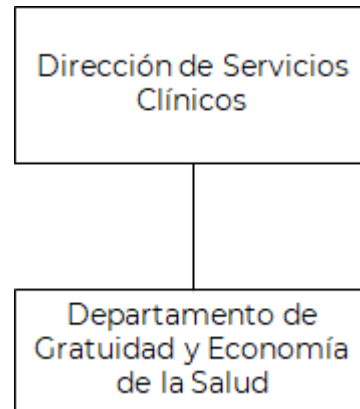 Dirección de Servicios
Clínicos
Departamento de
Gratuidad y Economía
de la Salud